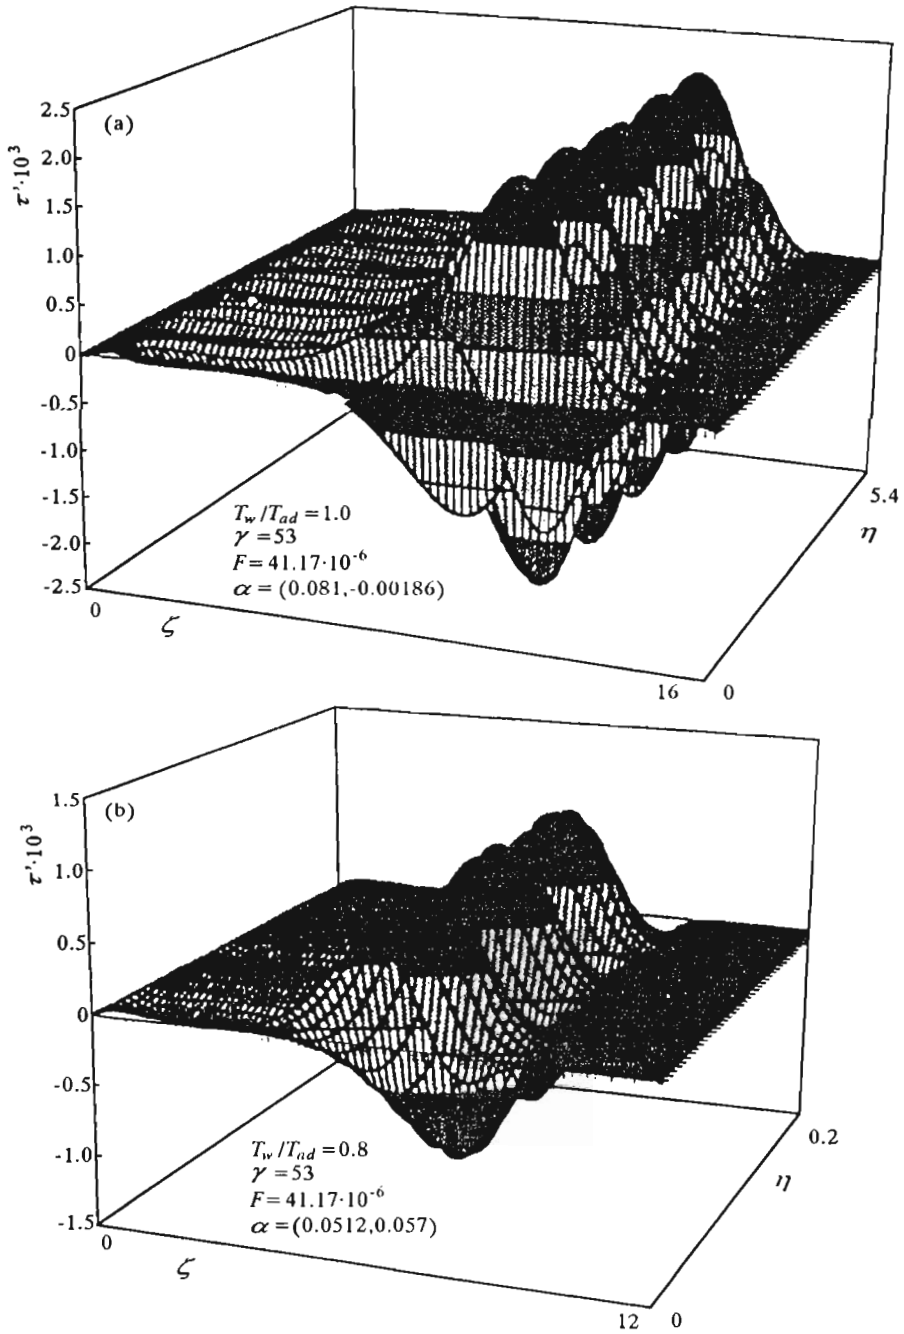 (a)
2.5
2.0
1.5
1.0
0.5
0
-0.5
-1.0
-1.5
-2.0
-2.5
τ'·10³
T_w/T_ad = 1.0
γ = 53
F = 41.17·10⁻⁶
α = (0.081,-0.00186)
0
ζ
16
0
η
5.4
(b)
1.5
1.0
0.5
0
-0.5
-1.0
-1.5
τ'·10³
T_w/T_ad = 0.8
γ = 53
F = 41.17·10⁻⁶
α = (0.0512,0.057)
0
ζ
12
0
η
0.2